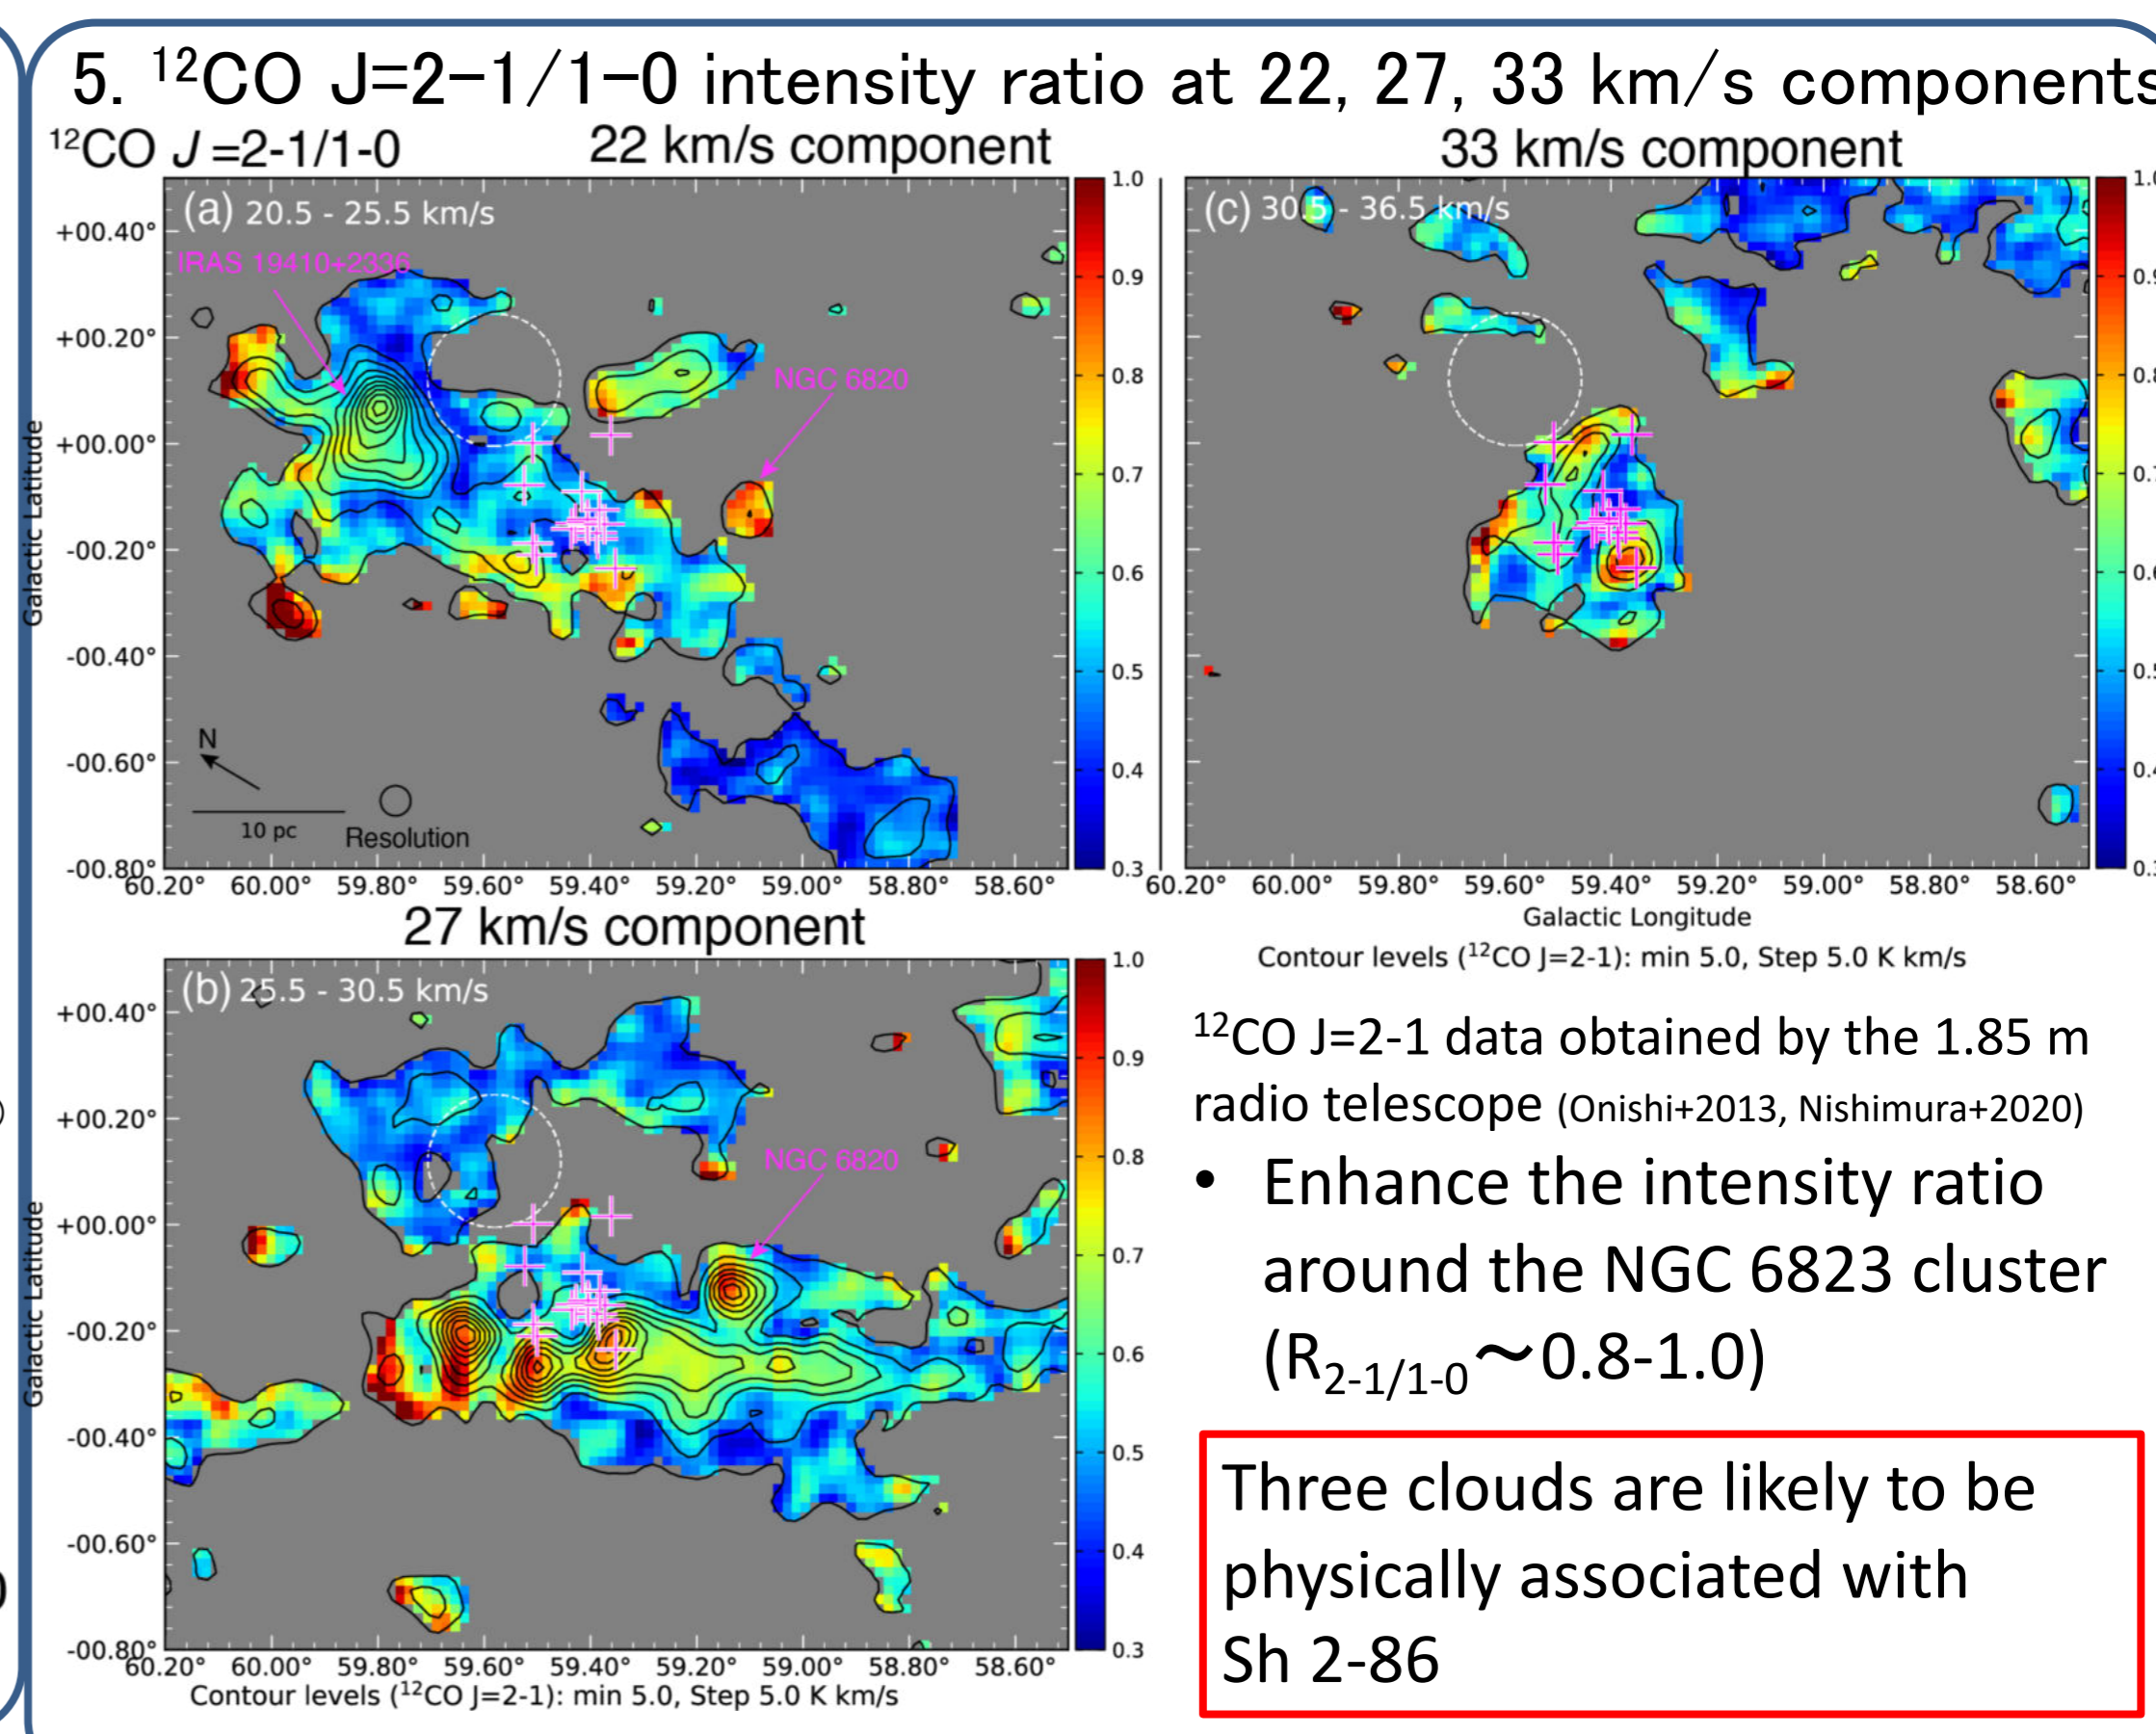 5. ¹²CO J=2−1/1−0 intensity ratio at 22, 27, 33 km/s components
¹²CO J =2-1/1-0
22 km/s component
(a) 20.5 - 25.5 km/s
IRAS 19410+2336
NGC 6820
N
10 pc
Resolution
Galactic Latitude
+00.40°
+00.20°
+00.00°
-00.20°
-00.40°
-00.60°
-00.80°
60.20° 60.00° 59.80° 59.60° 59.40° 59.20° 59.00° 58.80° 58.60°
1.0
0.9
0.8
0.7
0.6
0.5
0.4
0.3
33 km/s component
(c) 30.5 - 36.5 km/s
60.20° 60.00° 59.80° 59.60° 59.40° 59.20° 59.00° 58.80° 58.60°
Galactic Longitude
Contour levels (¹²CO J=2-1): min 5.0, Step 5.0 K km/s
27 km/s component
(b) 25.5 - 30.5 km/s
NGC 6820
Galactic Latitude
+00.40°
+00.20°
+00.00°
-00.20°
-00.40°
-00.60°
-00.80°
60.20° 60.00° 59.80° 59.60° 59.40° 59.20° 59.00° 58.80° 58.60°
1.0
0.9
0.8
0.7
0.6
0.5
0.4
0.3
Contour levels (¹²CO J=2-1): min 5.0, Step 5.0 K km/s
¹²CO J=2-1 data obtained by the 1.85 m
radio telescope (Onishi+2013, Nishimura+2020)
• Enhance the intensity ratio
around the NGC 6823 cluster
(R₂₋₁/₁₋₀～0.8-1.0)
Three clouds are likely to be
physically associated with
Sh 2-86